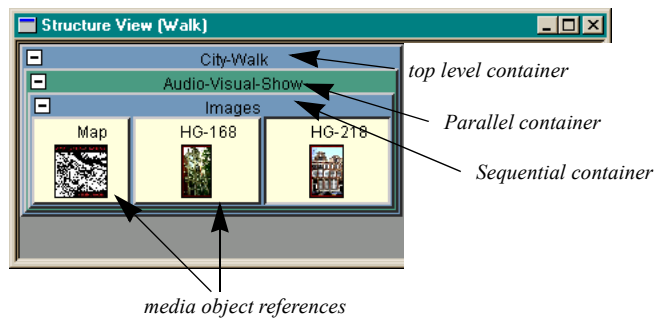 Structure View (Walk)
City-Walk
top level container
Audio-Visual-Show
Parallel container
Images
Sequential container
Map
HG-168
HG-218
media object references